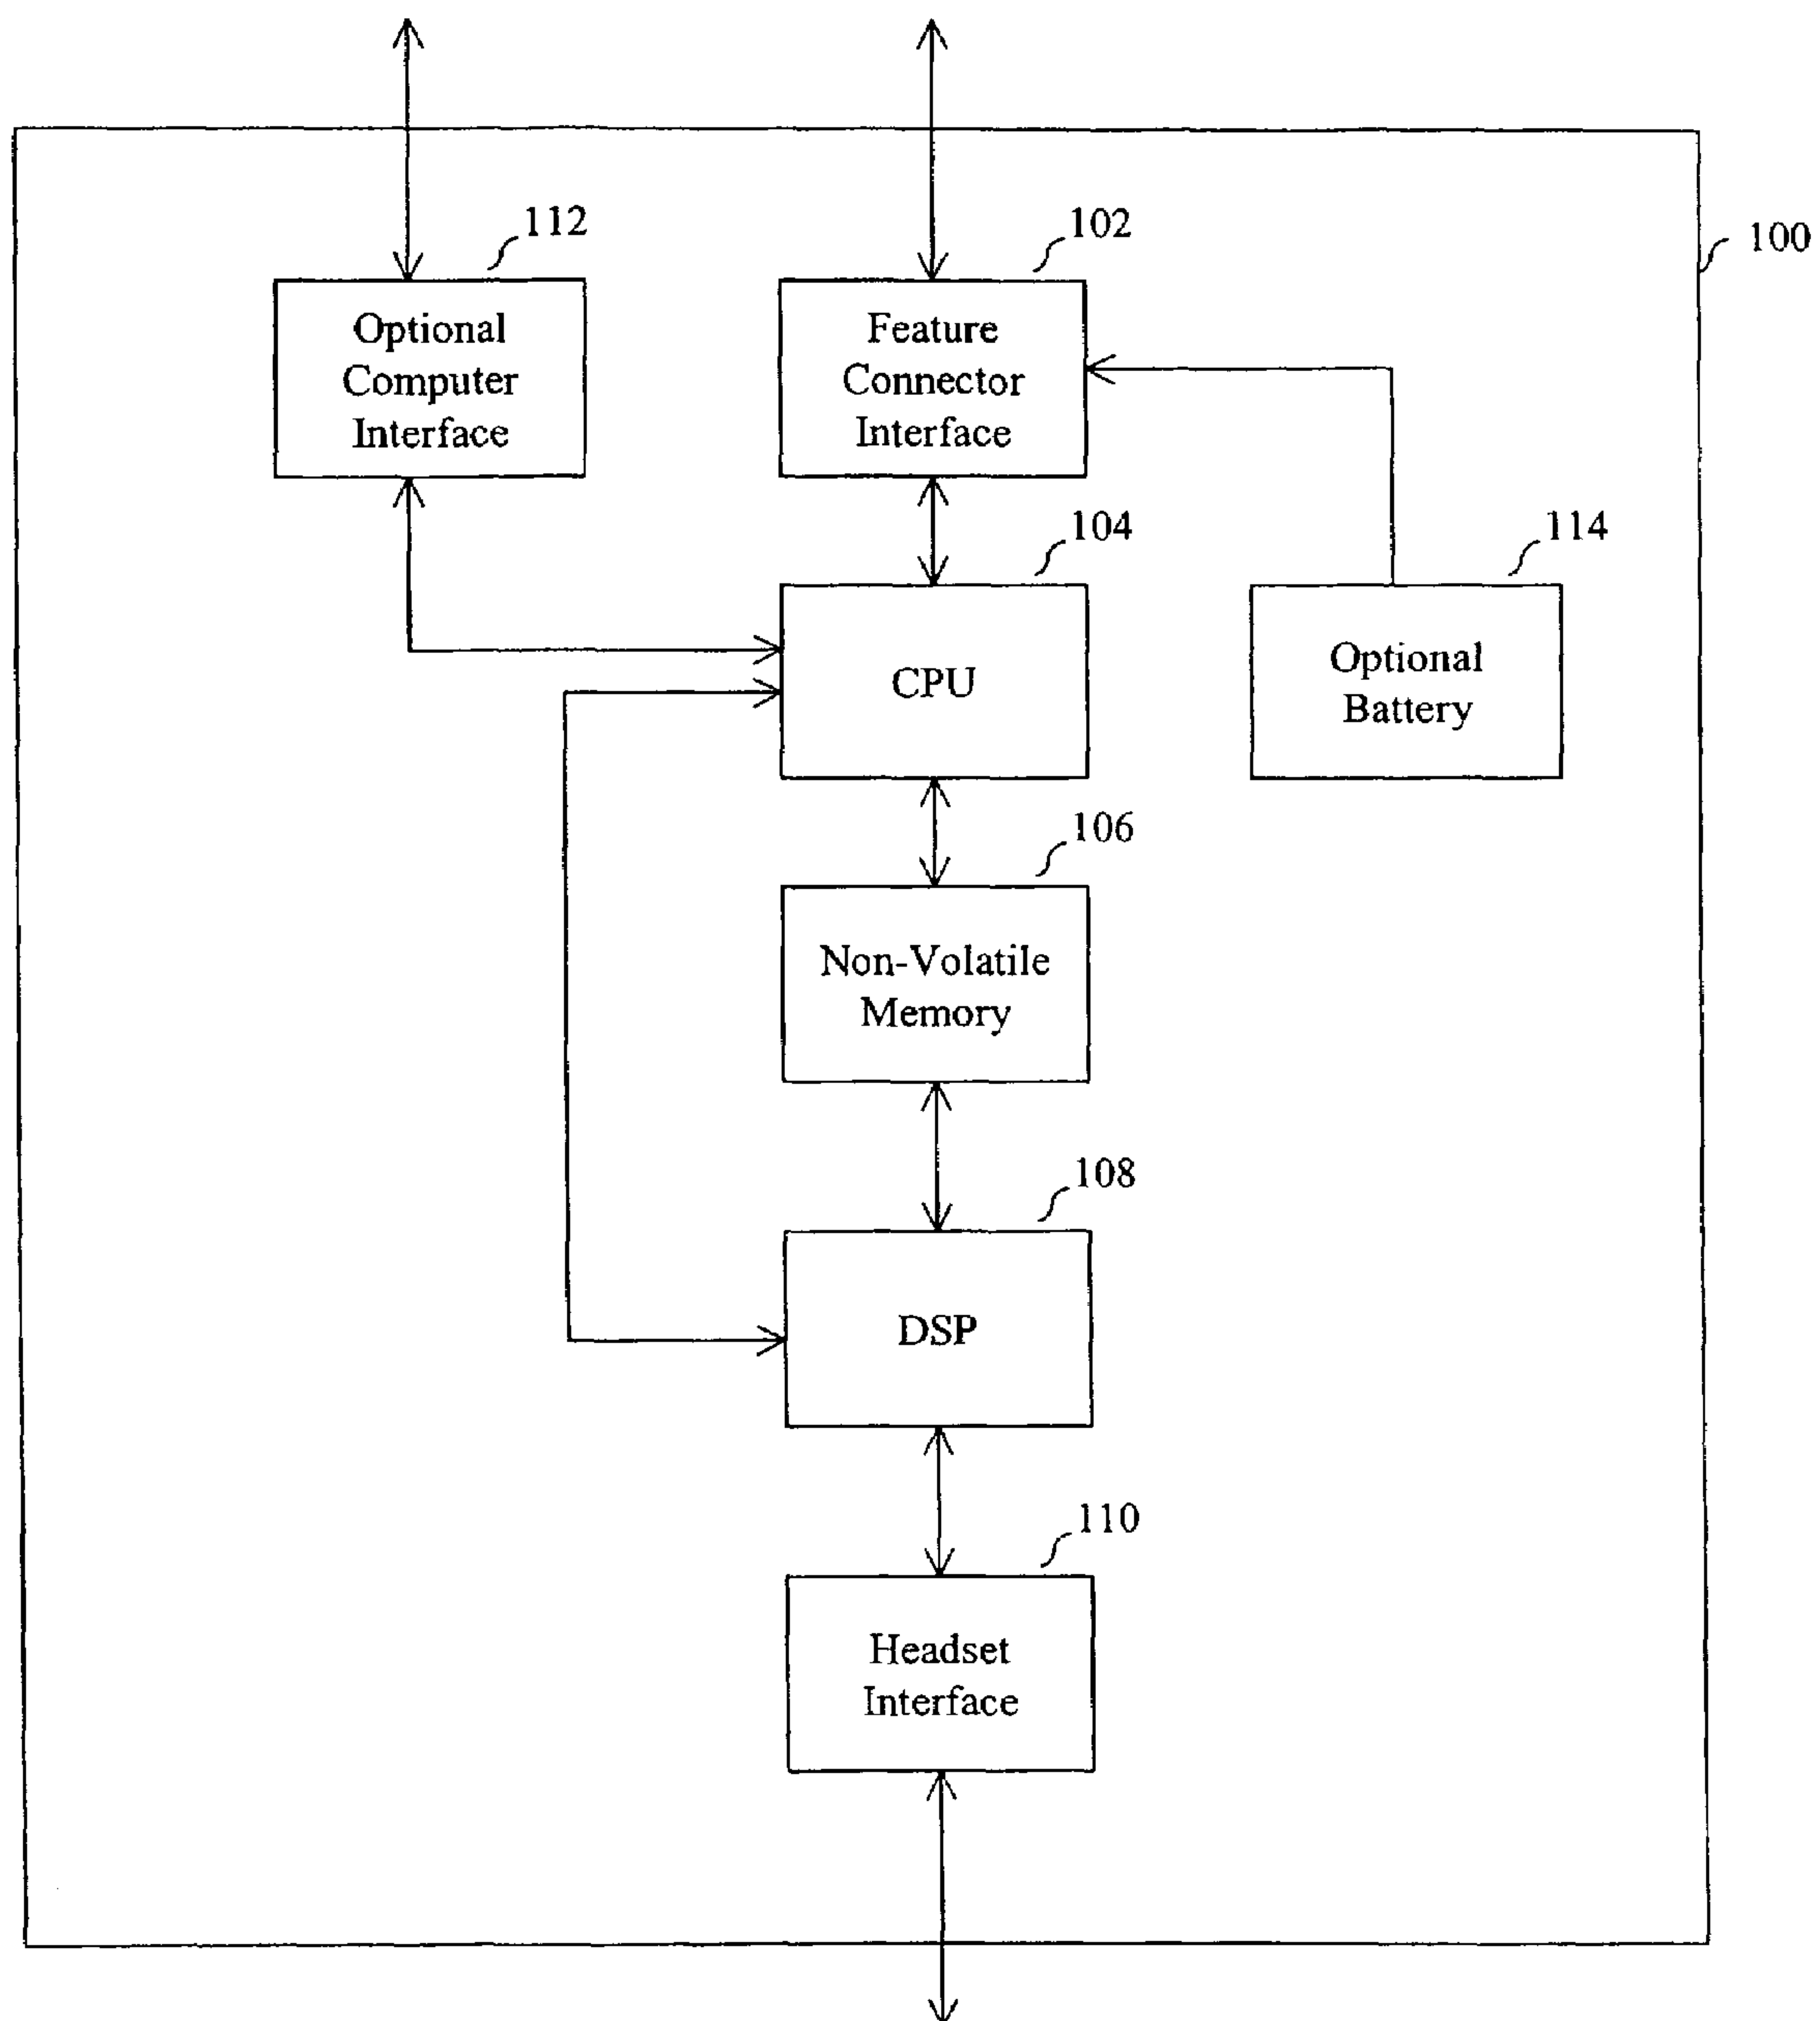 112
102
100
Optional
Computer
Interface
Feature
Connector
Interface
104
114
CPU
Optional
Battery
106
Non-Volatile
Memory
108
DSP
110
Headset
Interface